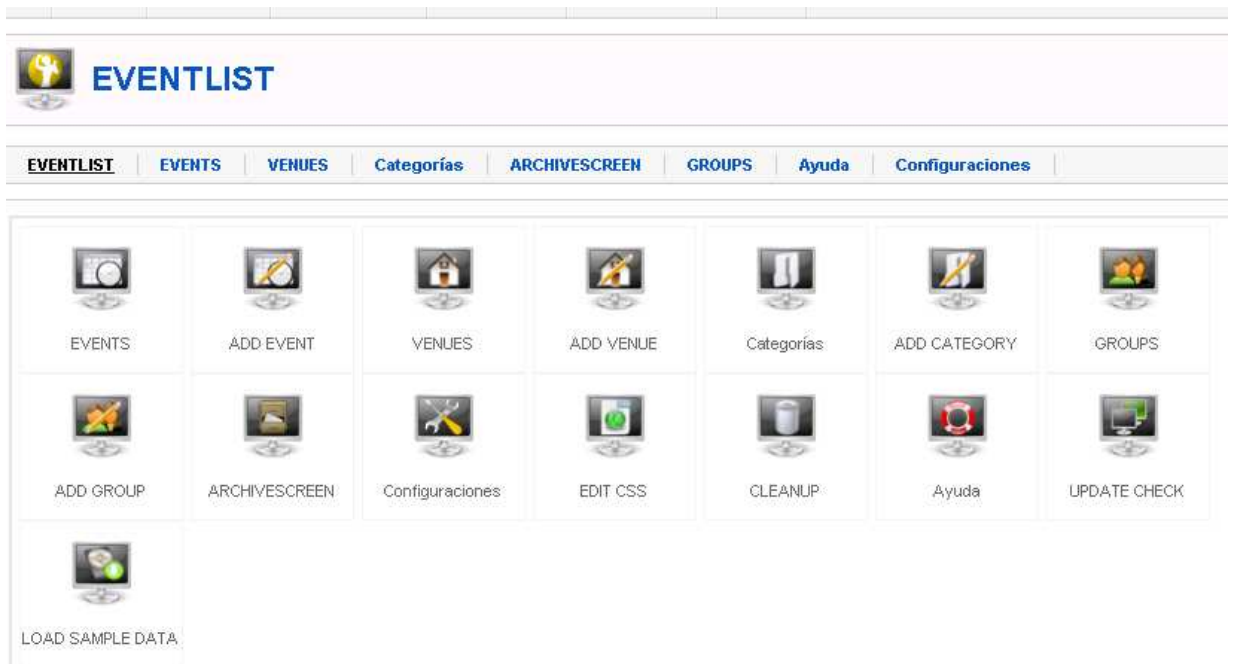 EVENTLIST
EVENTLIST EVENTS VENUES Categorías ARCHIVESCREEN GROUPS Ayuda Configuraciones
EVENTS ADD EVENT VENUES ADD VENUE Categorías ADD CATEGORY GROUPS
ADD GROUP ARCHIVESCREEN Configuraciones EDIT CSS CLEANUP Ayuda UPDATE CHECK
LOAD SAMPLE DATA